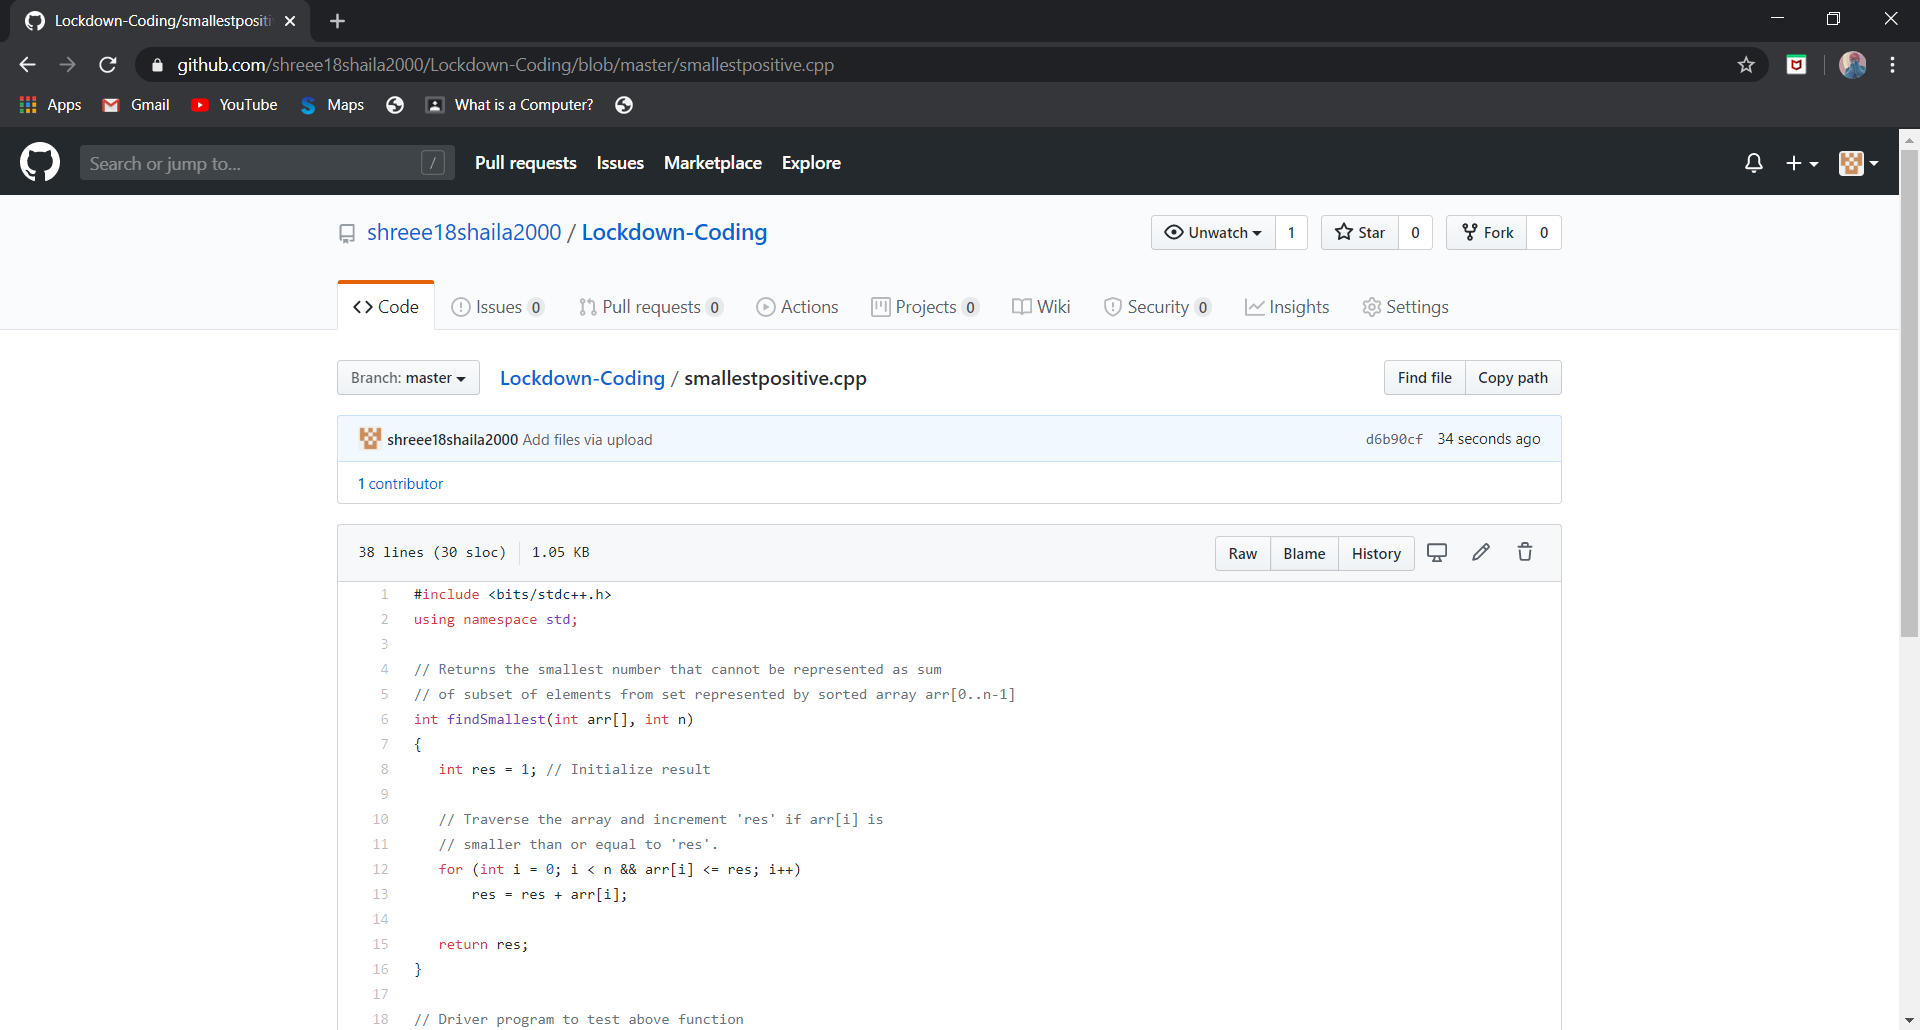 Lockdown-Coding/smallestpositi
github.com/shreee18shaila2000/Lockdown-Coding/blob/master/smallestpositive.cpp
Apps Gmail YouTube Maps What is a Computer?
Search or jump to... / Pull requests Issues Marketplace Explore
shreee18shaila2000 / Lockdown-Coding Unwatch 1 Star 0 Fork 0
Code Issues 0 Pull requests 0 Actions Projects 0 Wiki Security 0 Insights Settings
Branch: master Lockdown-Coding / smallestpositive.cpp Find file Copy path
shreee18shaila2000 Add files via upload d6b90cf 34 seconds ago
1 contributor
38 lines (30 sloc) 1.05 KB Raw Blame History
1 #include <bits/stdc++.h>
2 using namespace std;
3
4 // Returns the smallest number that cannot be represented as sum
5 // of subset of elements from set represented by sorted array arr[0..n-1]
6 int findSmallest(int arr[], int n)
7 {
8 int res = 1; // Initialize result
9
10 // Traverse the array and increment 'res' if arr[i] is
11 // smaller than or equal to 'res'.
12 for (int i = 0; i < n && arr[i] <= res; i++)
13 res = res + arr[i];
14
15 return res;
16 }
17
18 // Driver program to test above function